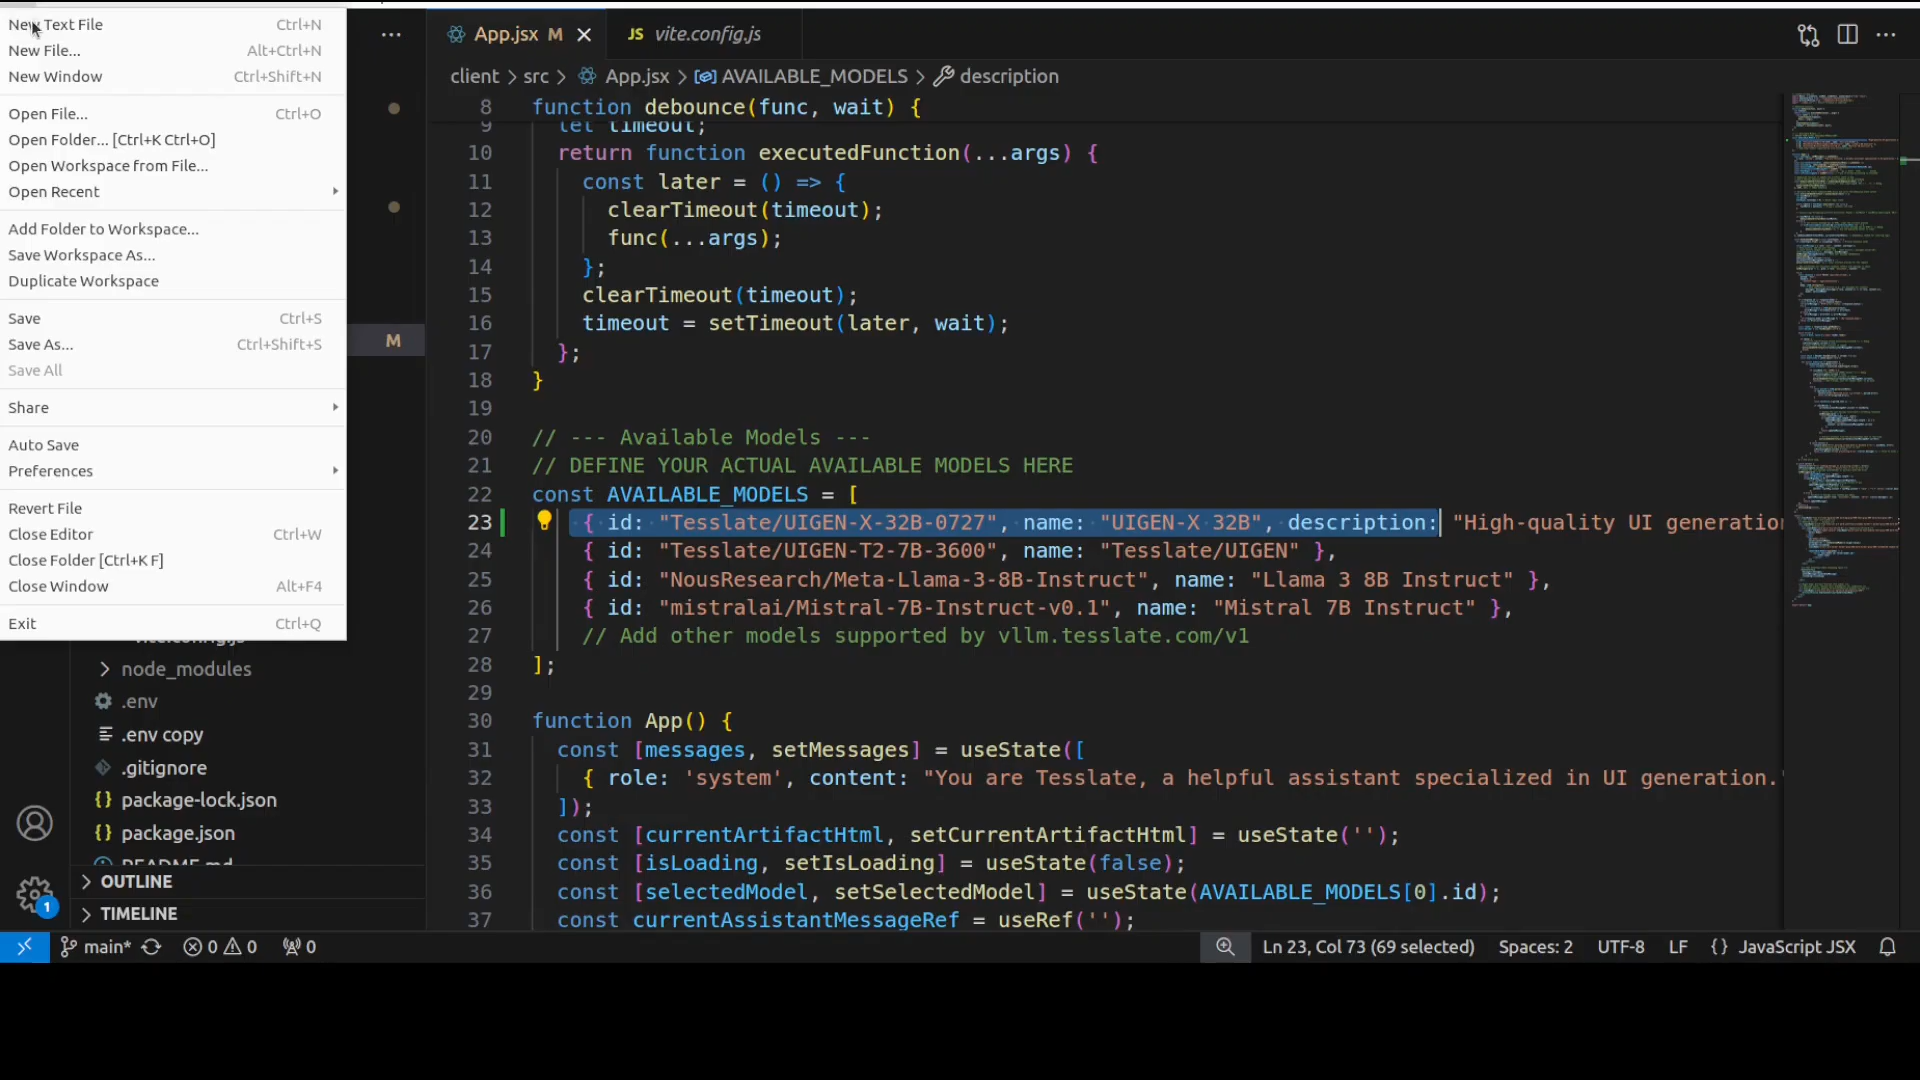 New Text File Ctrl+N
New File... Alt+Ctrl+N
New Window Ctrl+Shift+N
Open File... Ctrl+O
Open Folder... [Ctrl+K Ctrl+O]
Open Workspace from File...
Open Recent
Add Folder to Workspace...
Save Workspace As...
Duplicate Workspace
Save Ctrl+S
Save As... Ctrl+Shift+S
Save All
Share
Auto Save
Preferences
Revert File
Close Editor Ctrl+W
Close Folder [Ctrl+K F]
Close Window Alt+F4
Exit Ctrl+Q
M
vite.config.js
node_modules
.env
.env copy
.gitignore
{} package-lock.json
{} package.json
README.md
OUTLINE
TIMELINE
1
App.jsx M
JS vite.config.js
client > src > App.jsx > AVAILABLE_MODELS > description
8 function debounce(func, wait) {
9 let timeout;
10 return function executedFunction(...args) {
11 const later = () => {
12 clearTimeout(timeout);
13 func(...args);
14 };
15 clearTimeout(timeout);
16 timeout = setTimeout(later, wait);
17 };
18 }
19
20 // --- Available Models ---
21 // DEFINE YOUR ACTUAL AVAILABLE MODELS HERE
22 const AVAILABLE_MODELS = [
23 { id: "Tesslate/UIGEN-X-32B-0727", name: "UIGEN-X 32B", description: "High-quality UI generation
24 { id: "Tesslate/UIGEN-T2-7B-3600", name: "Tesslate/UIGEN" },
25 { id: "NousResearch/Meta-Llama-3-8B-Instruct", name: "Llama 3 8B Instruct" },
26 { id: "mistralai/Mistral-7B-Instruct-v0.1", name: "Mistral 7B Instruct" },
27 // Add other models supported by vllm.tesslate.com/v1
28 ];
29
30 function App() {
31 const [messages, setMessages] = useState([
32 { role: 'system', content: "You are Tesslate, a helpful assistant specialized in UI generation."
33 ]);
34 const [currentArtifactHtml, setCurrentArtifactHtml] = useState('');
35 const [isLoading, setIsLoading] = useState(false);
36 const [selectedModel, setSelectedModel] = useState(AVAILABLE_MODELS[0].id);
37 const currentAssistantMessageRef = useRef('');
main* 0 0 0 Ln 23, Col 73 (69 selected) Spaces: 2 UTF-8 LF {} JavaScript JSX